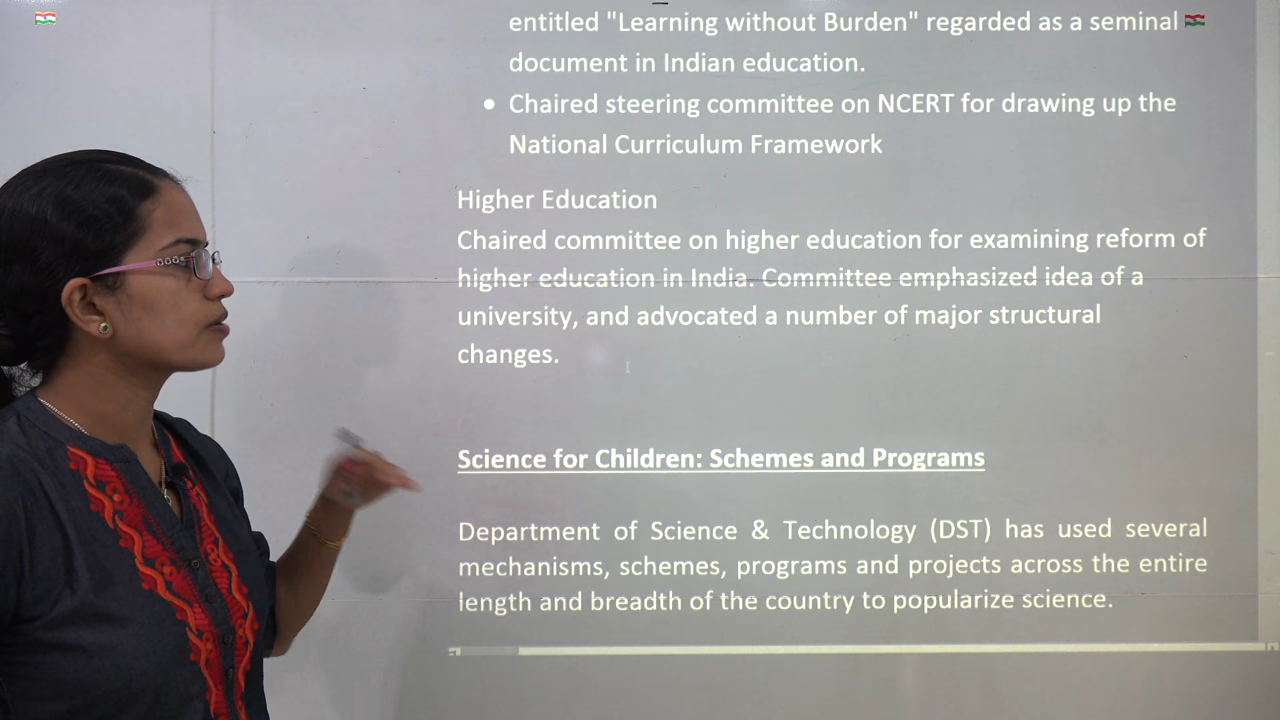 entitled "Learning without Burden" regarded as a seminal
document in Indian education.
• Chaired steering committee on NCERT for drawing up the
National Curriculum Framework
Higher Education
Chaired committee on higher education for examining reform of
higher education in India. Committee emphasized idea of a
university, and advocated a number of major structural
changes.
Science for Children: Schemes and Programs
Department of Science & Technology (DST) has used several
mechanisms, schemes, programs and projects across the entire
length and breadth of the country to popularize science.